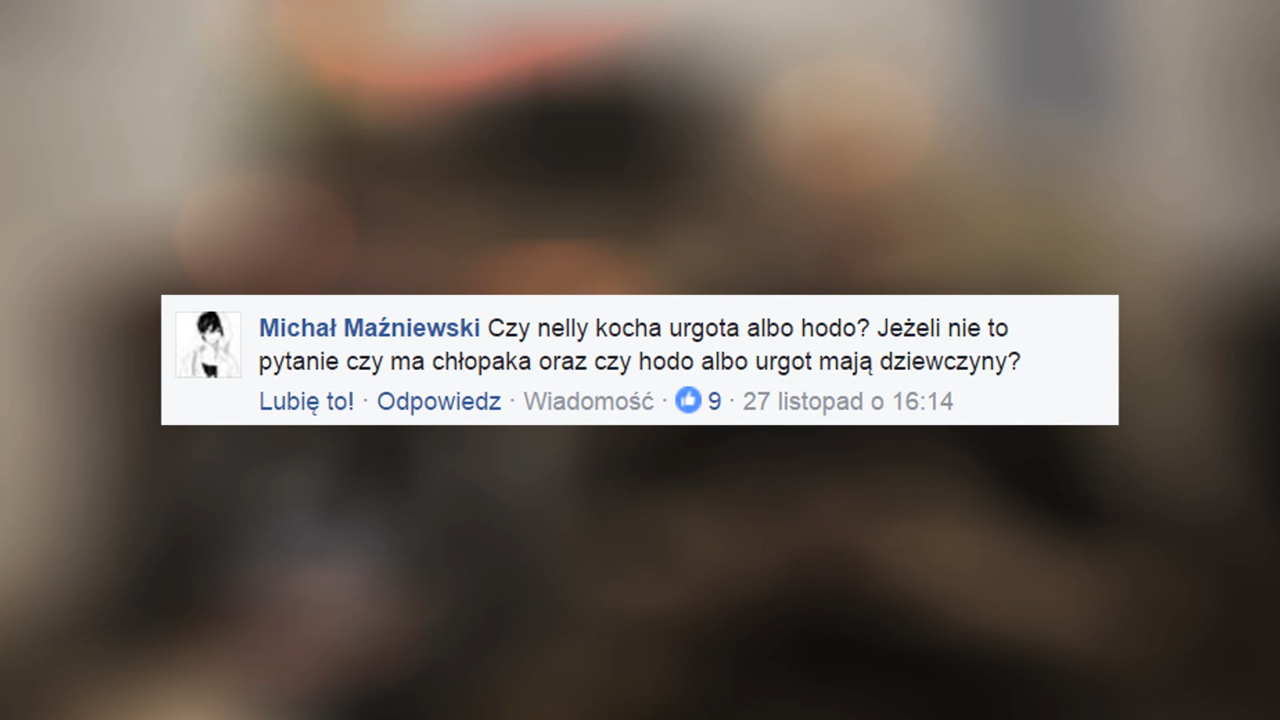 Michał Maźniewski Czy nelly kocha urgota albo hodo? Jeżeli nie to
pytanie czy ma chłopaka oraz czy hodo albo urgot mają dziewczyny?
Lubię to! · Odpowiedz · Wiadomość · 9 · 27 listopad o 16:14